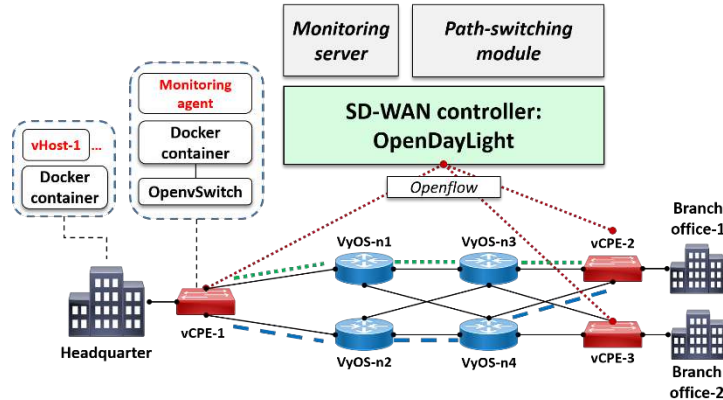 Monitoring
server
Path-switching
module
Monitoring
agent
SD-WAN controller:
OpenDayLight
vHost-1 ...
Docker
container
Docker
container
OpenvSwitch
Openflow
Branch
office-1
VyOS-n1
VyOS-n3
vCPE-2
vCPE-1
Headquarter
VyOS-n2
VyOS-n4
vCPE-3
Branch
office-2